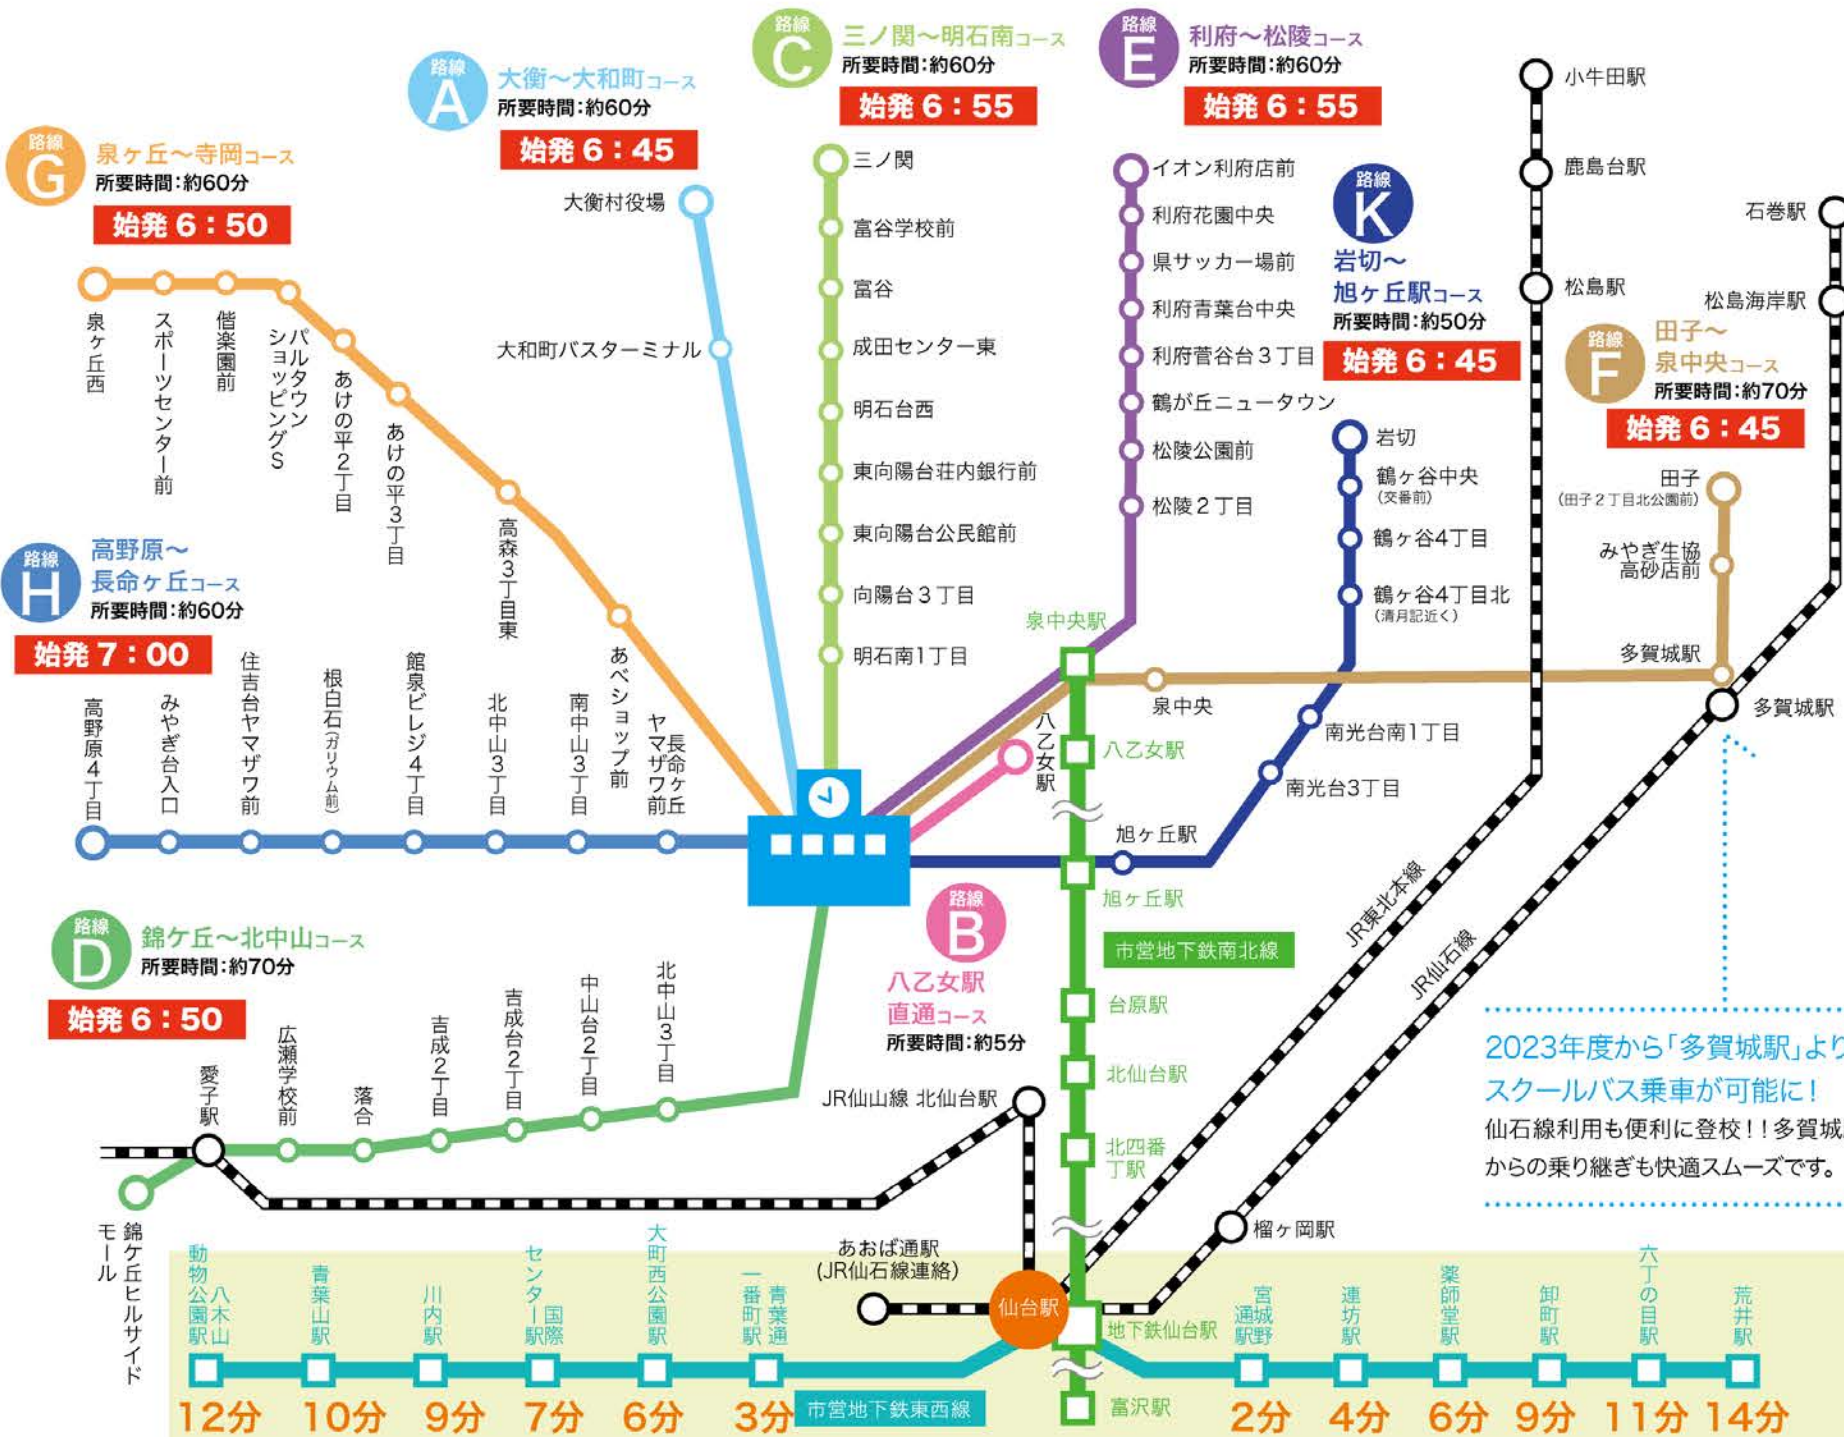 路線
G
泉ヶ丘〜寺岡コース
所要時間:約60分
始発 6:50
泉ヶ丘西
スポーツセンター前
偕楽園前
パルタウン
ショッピングS
あけの平2丁目
あけの平3丁目
高森3丁目東
あべショップ前
路線
A
大衡〜大和町コース
所要時間:約60分
始発 6:45
大衡村役場
大和町バスターミナル
路線
C
三ノ関〜明石南コース
所要時間:約60分
始発 6:55
三ノ関
富谷学校前
富谷
成田センター東
明石台西
東向陽台荘内銀行前
東向陽台公民館前
向陽台3丁目
明石南1丁目
路線
E
利府〜松陵コース
所要時間:約60分
始発 6:55
イオン利府店前
利府花園中央
県サッカー場前
利府青葉台中央
利府菅谷台3丁目
鶴が丘ニュータウン
松陵公園前
松陵2丁目
路線
K
岩切〜
旭ヶ丘駅コース
所要時間:約50分
始発 6:45
岩切
鶴ヶ谷中央
(交番前)
鶴ヶ谷4丁目
鶴ヶ谷4丁目北
(清月記近く)
南光台南1丁目
南光台3丁目
旭ヶ丘駅
小牛田駅
鹿島台駅
松島駅
石巻駅
松島海岸駅
路線
F
田子〜
泉中央コース
所要時間:約70分
始発 6:45
田子
(田子2丁目北公園前)
みやぎ生協
高砂店前
多賀城駅
多賀城駅
泉中央
路線
H
高野原〜
長命ヶ丘コース
所要時間:約60分
始発 7:00
高野原4丁目
みやぎ台入口
住吉台ヤマザワ前
根白石(ガリウム前)
館泉ビレジ4丁目
北中山3丁目
南中山3丁目
長命ヶ丘
ヤマザワ前
泉中央駅
八乙女駅
八乙女駅
旭ヶ丘駅
市営地下鉄南北線
台原駅
北仙台駅
北四番
丁駅
路線
B
八乙女駅
直通コース
所要時間:約5分
路線
D
錦ケ丘〜北中山コース
所要時間:約70分
始発 6:50
愛子駅
広瀬学校前
落合
吉成2丁目
吉成台2丁目
中山台2丁目
北中山3丁目
錦ケ丘ヒルサイド
モール
JR仙山線 北仙台駅
JR東北本線
JR仙石線
2023年度から「多賀城駅」より
スクールバス乗車が可能に!
仙石線利用も便利に登校!!多賀城
からの乗り継ぎも快適スムーズです。
榴ヶ岡駅
あおば通駅
(JR仙石線連絡)
仙台駅
地下鉄仙台駅
富沢駅
八木山
動物公園駅
青葉山駅
川内駅
国際
センター駅
大町西公園駅
青葉通
一番町駅
宮城野
通駅
連坊駅
薬師堂駅
卸町駅
六丁の目駅
荒井駅
12分 10分 9分 7分 6分 3分 市営地下鉄東西線 2分 4分 6分 9分 11分 14分